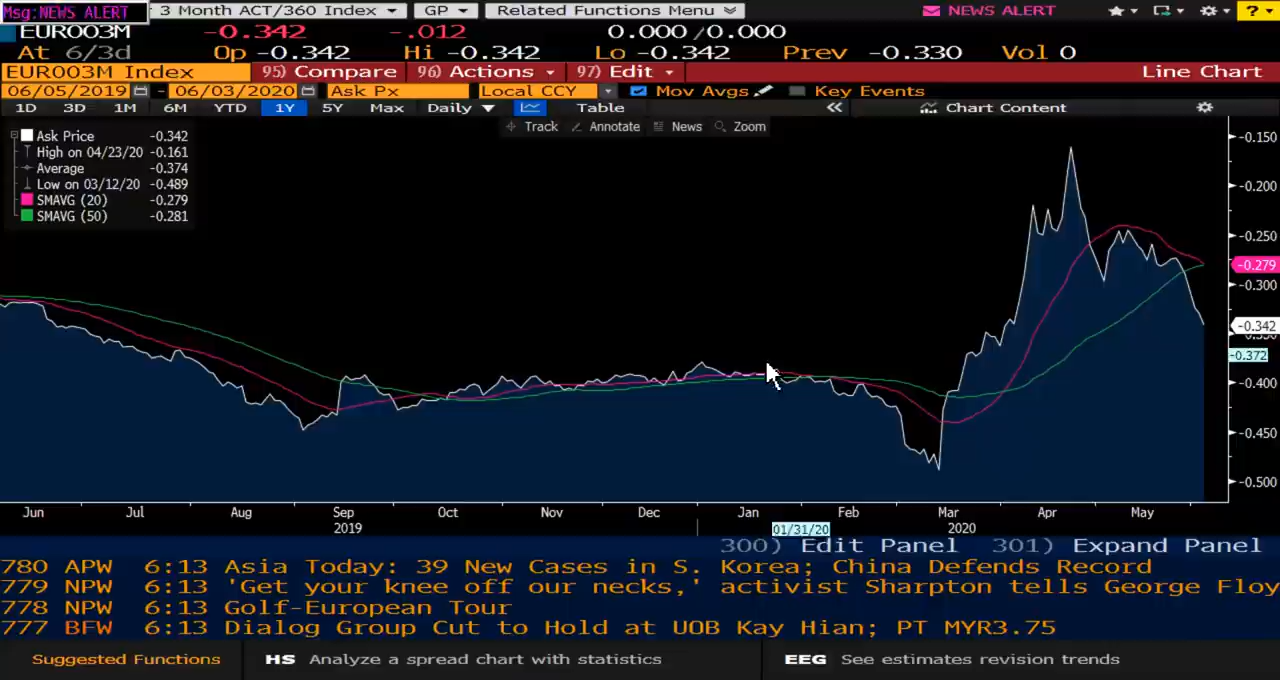 Msg:NEWS ALERT 3 Month ACT/360 Index GP Related Functions Menu NEWS ALERT ?
EUR003M -0.342 -.012 0.000/0.000
At 6/3d Op -0.342 Hi -0.342 Lo -0.342 Prev -0.330 Vol 0
EUR003M Index 95) Compare 96) Actions 97) Edit Line Chart
06/05/2019 - 06/03/2020 Ask Px Local CCY Mov Avgs Key Events
1D 3D 1M 6M YTD 1Y 5Y Max Daily Table Chart Content
Track Annotate News Zoom
Ask Price -0.342
High on 04/23/20 -0.161
Average -0.374
Low on 03/12/20 -0.489
SMAVG (20) -0.279
SMAVG (50) -0.281
-0.150
-0.200
-0.250
-0.279
-0.300
-0.342
-0.372
-0.400
-0.450
-0.500
Jun Jul Aug Sep Oct Nov Dec Jan Feb Mar Apr May
2019 01/31/20 2020
300) Edit Panel 301) Expand Panel
780 APW 6:13 Asia Today: 39 New Cases in S. Korea; China Defends Record
779 NPW 6:13 'Get your knee off our necks,' activist Sharpton tells George Floy
778 NPW 6:13 Golf-European Tour
777 BFW 6:13 Dialog Group Cut to Hold at UOB Kay Hian; PT MYR3.75
Suggested Functions HS Analyze a spread chart with statistics EEG See estimates revision trends